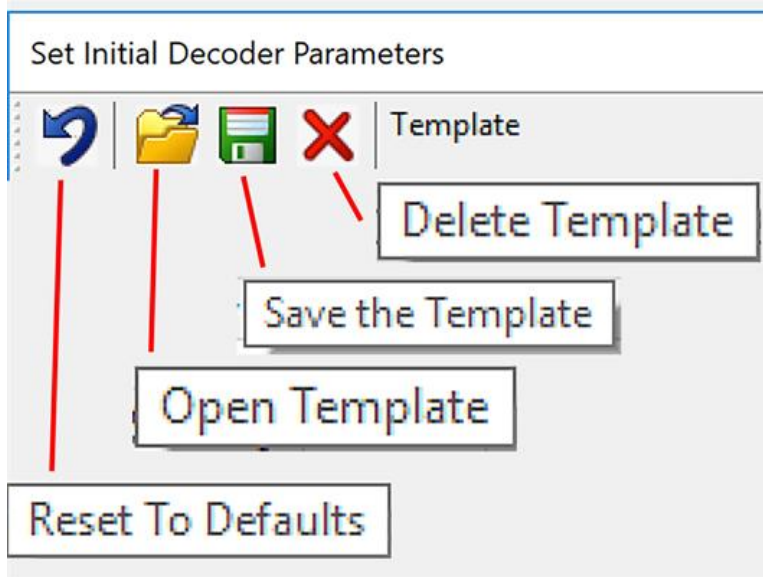 Set Initial Decoder Parameters
Template
Delete Template
Save the Template
Open Template
Reset To Defaults